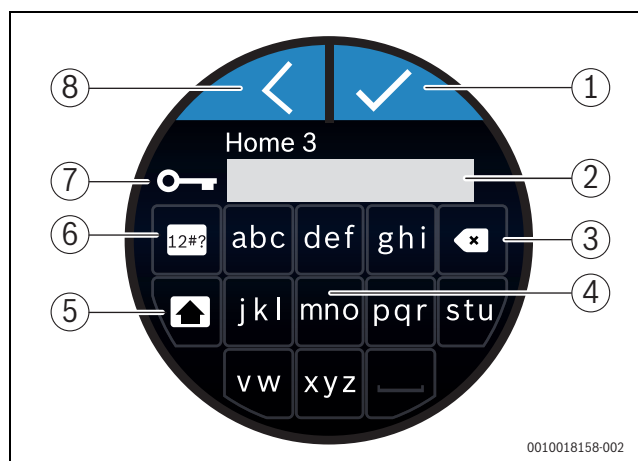 8
1
Home 3
7
2
6
12#?
abc
def
ghi
3
5
jkl
mno
pqr
stu
4
vw
xyz
0010018158-002